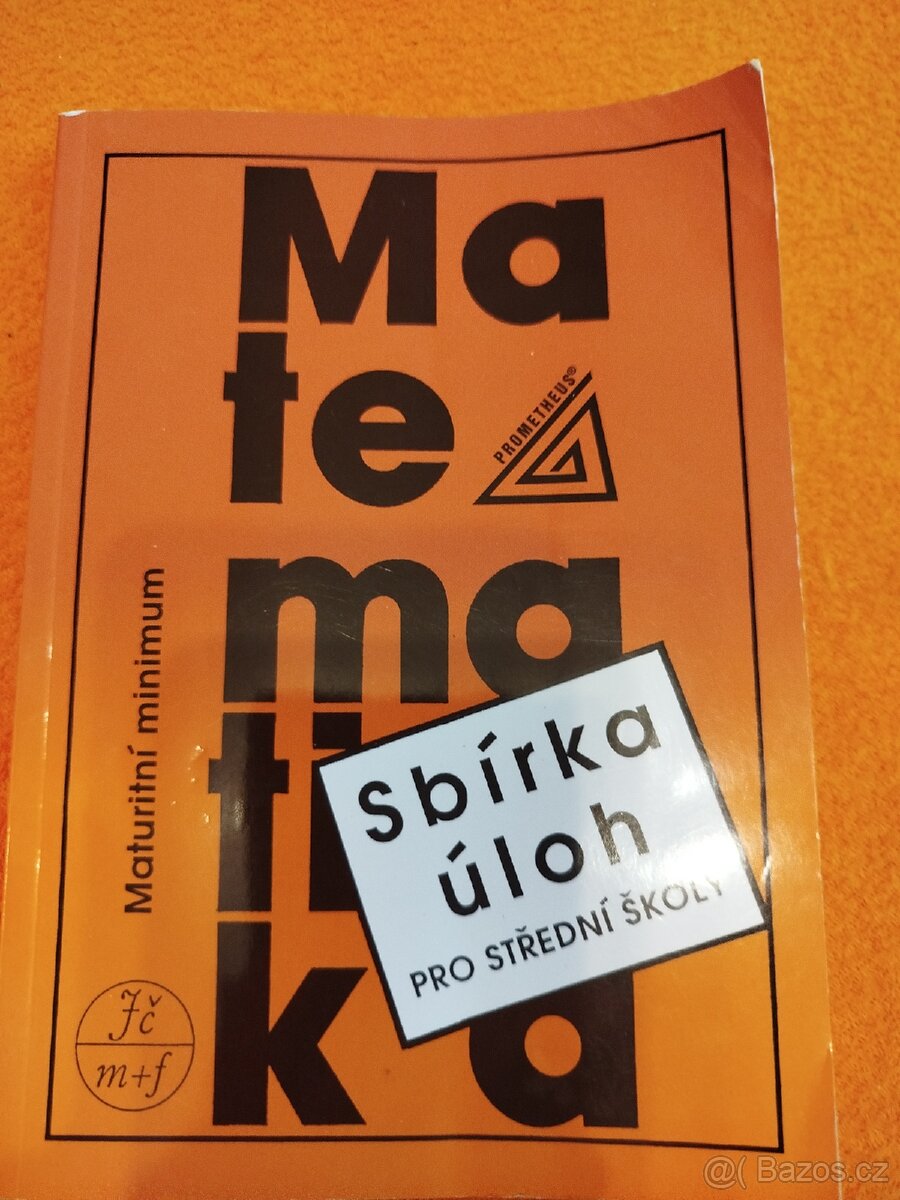 Ma
te
PROMETHEUS®
ma
ti
ka
Maturitní minimum
Sbírka
úloh
PRO STŘEDNÍ ŠKOLY
Jč
m+f
@( Bazos.cz